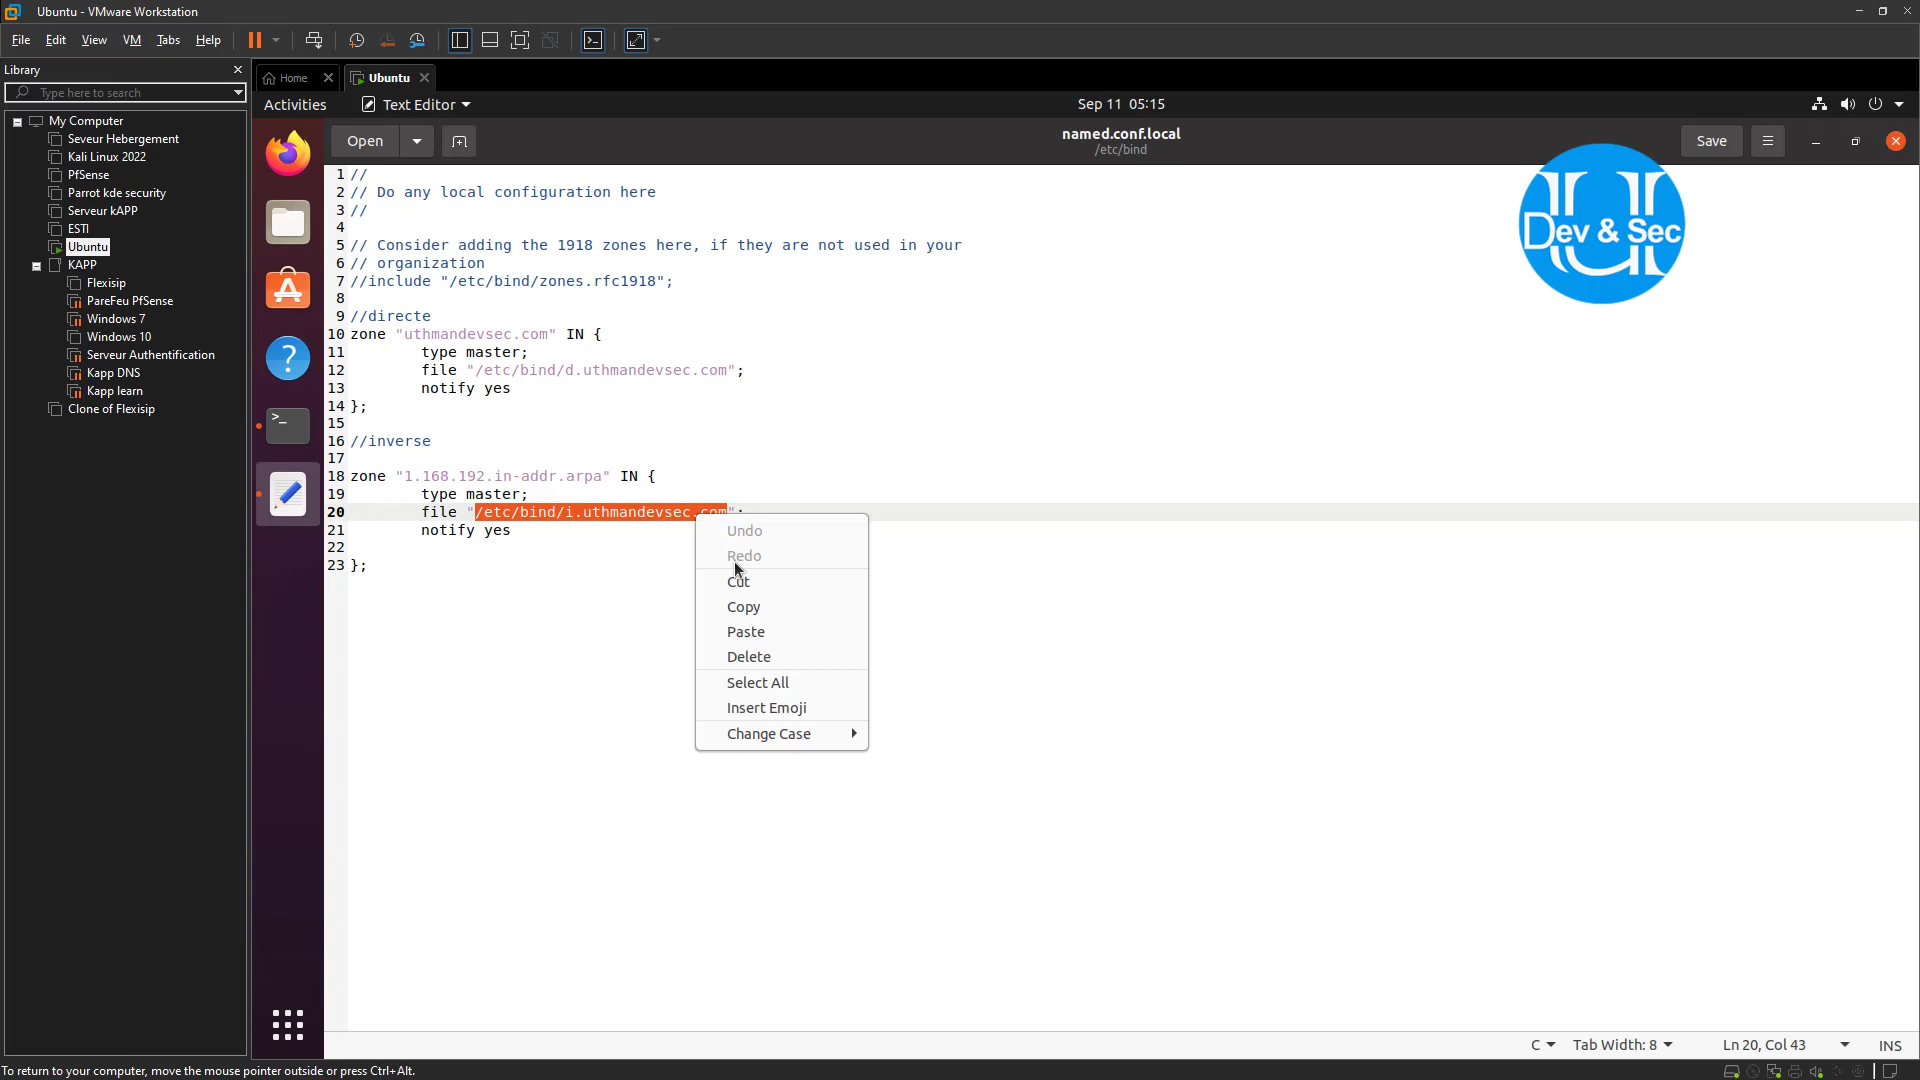 Ubuntu - VMware Workstation
File Edit View VM Tabs Help
Library
Type here to search
My Computer
Seveur Hebergement
Kali Linux 2022
PfSense
Parrot kde security
Serveur kAPP
ESTI
Ubuntu
KAPP
Flexisip
PareFeu PfSense
Windows 7
Windows 10
Serveur Authentification
Kapp DNS
Kapp learn
Clone of Flexisip
Home
Ubuntu
Activities
Text Editor
Sep 11 05:15
Open
named.conf.local
/etc/bind
Save
Dev & Sec
1 //
2 // Do any local configuration here
3 //
4
5 // Consider adding the 1918 zones here, if they are not used in your
6 // organization
7 //include "/etc/bind/zones.rfc1918";
8
9 //directe
10 zone "uthmandevsec.com" IN {
11 type master;
12 file "/etc/bind/d.uthmandevsec.com";
13 notify yes
14 };
15
16 //inverse
17
18 zone "1.168.192.in-addr.arpa" IN {
19 type master;
20 file "/etc/bind/i.uthmandevsec.com";
21 notify yes
22
23 };
Undo
Redo
Cut
Copy
Paste
Delete
Select All
Insert Emoji
Change Case
C
Tab Width: 8
Ln 20, Col 43
INS
To return to your computer, move the mouse pointer outside or press Ctrl+Alt.